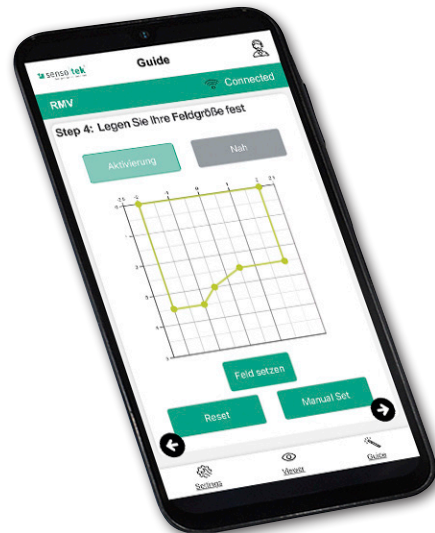 senso tek
Guide
RMV
Connected
Step 4: Legen Sie Ihre Feldgröße fest
Aktivierung
Nah
Feld setzen
Reset
Manual Set
Settings
Viewer
Guide